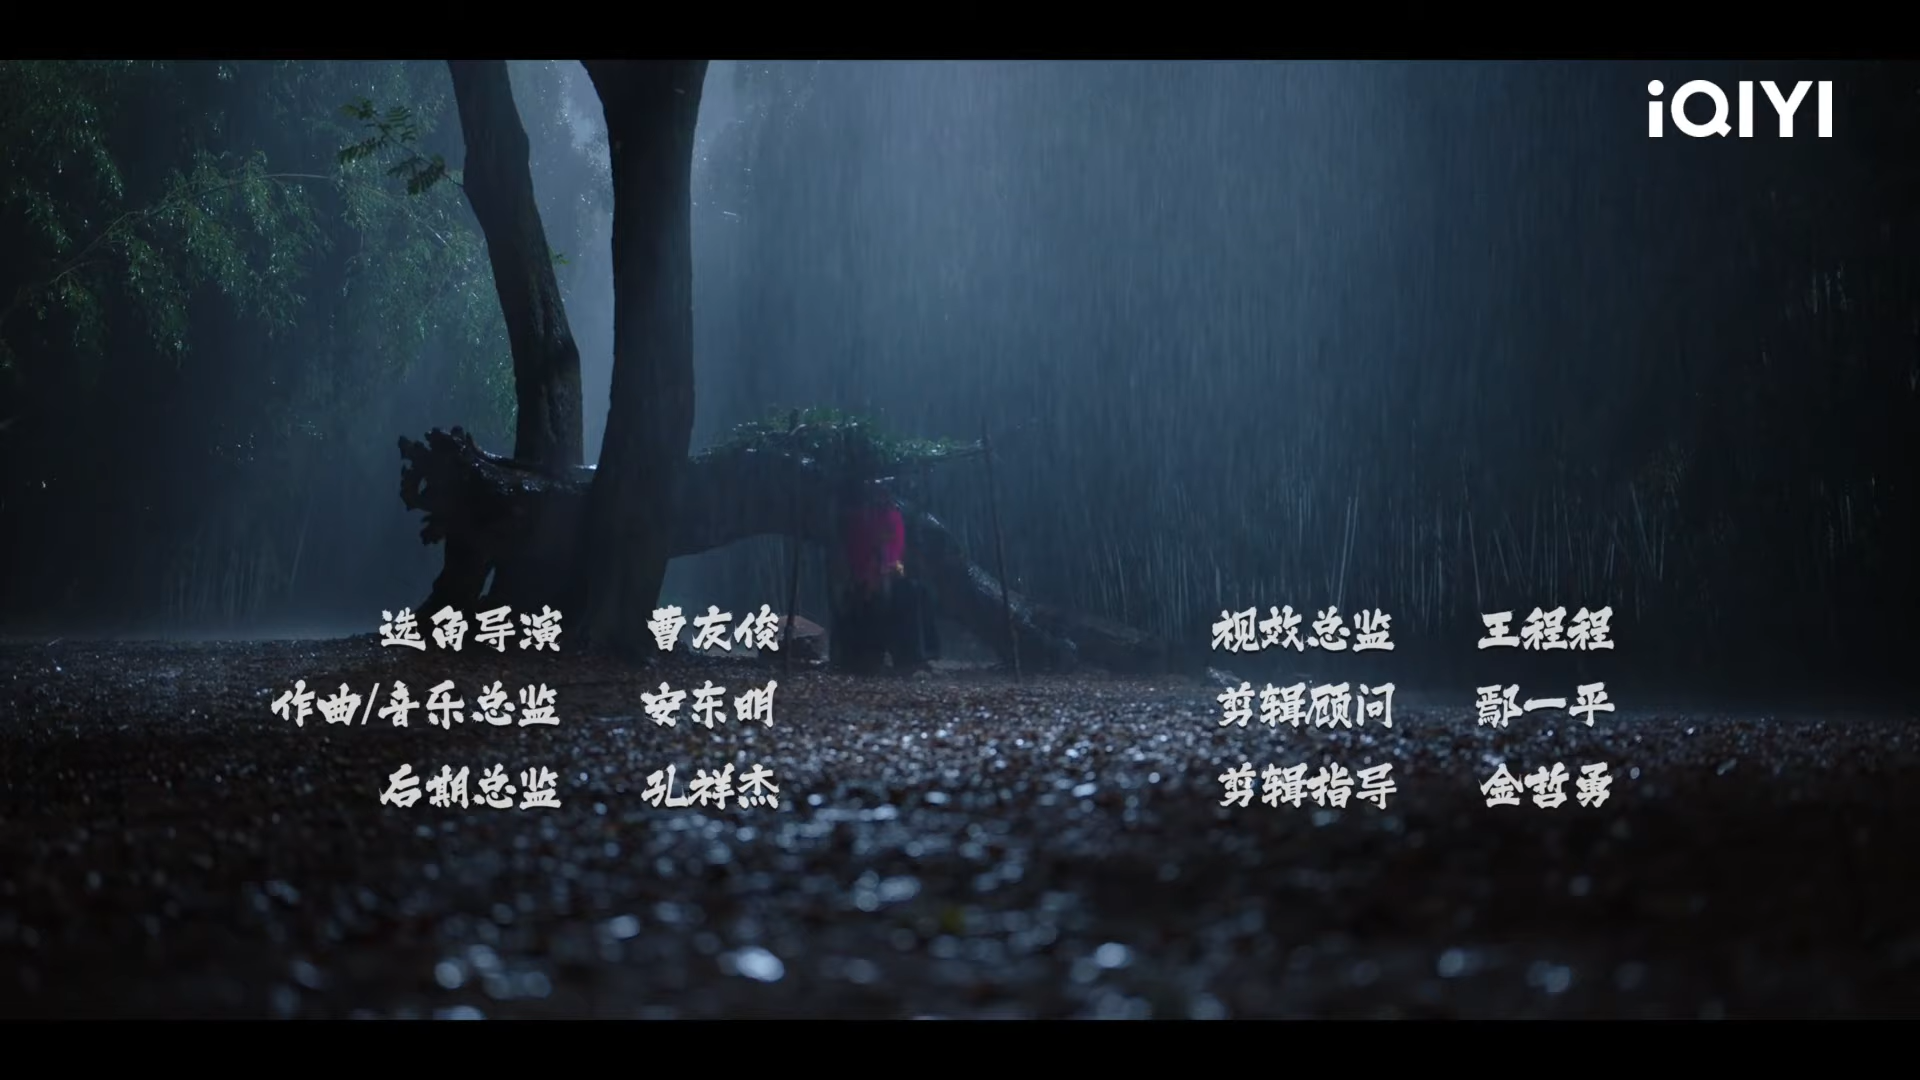 iQIYI
选角导演 曹友俊 视效总监 王程程
作曲/音乐总监 安东明 剪辑顾问 鄢一平
后期总监 孔祥杰 剪辑指导 金哲勇